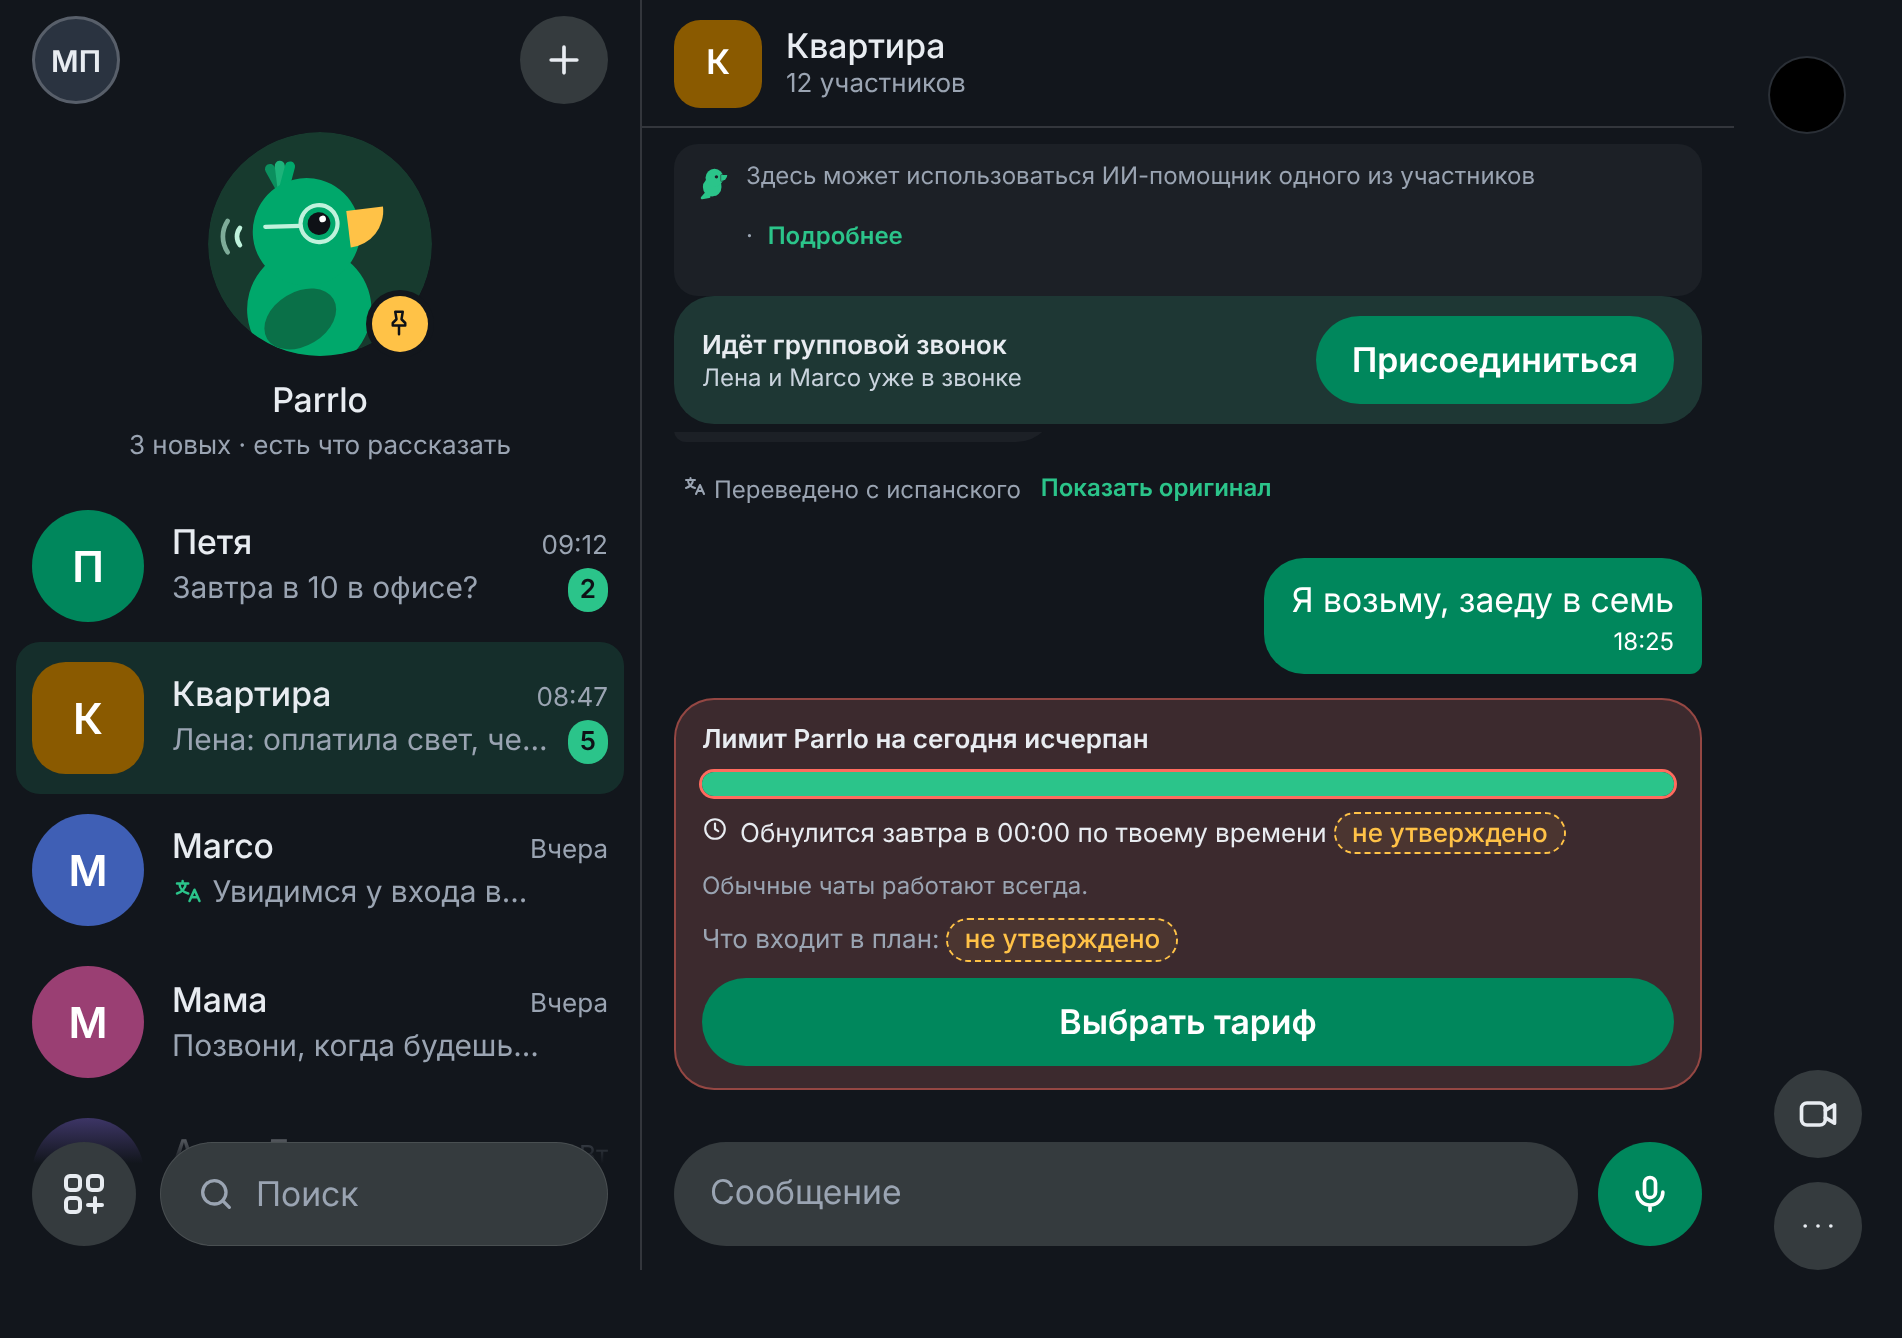 МП
Parrlo
3 новых · есть что рассказать
П
Петя
09:12
Завтра в 10 в офисе?
2
К
Квартира
08:47
Лена: оплатила свет, че...
5
M
Marco
Вчера
Увидимся у входа в...
М
Мама
Вчера
Позвони, когда будешь...
Вт
Поиск
К
Квартира
12 участников
Здесь может использоваться ИИ-помощник одного из участников
· Подробнее
Идёт групповой звонок
Лена и Marco уже в звонке
Присоединиться
Переведено с испанского Показать оригинал
Я возьму, заеду в семь
18:25
Лимит Parrlo на сегодня исчерпан
Обнулится завтра в 00:00 по твоему времени не утверждено
Обычные чаты работают всегда.
Что входит в план: не утверждено
Выбрать тариф
Сообщение